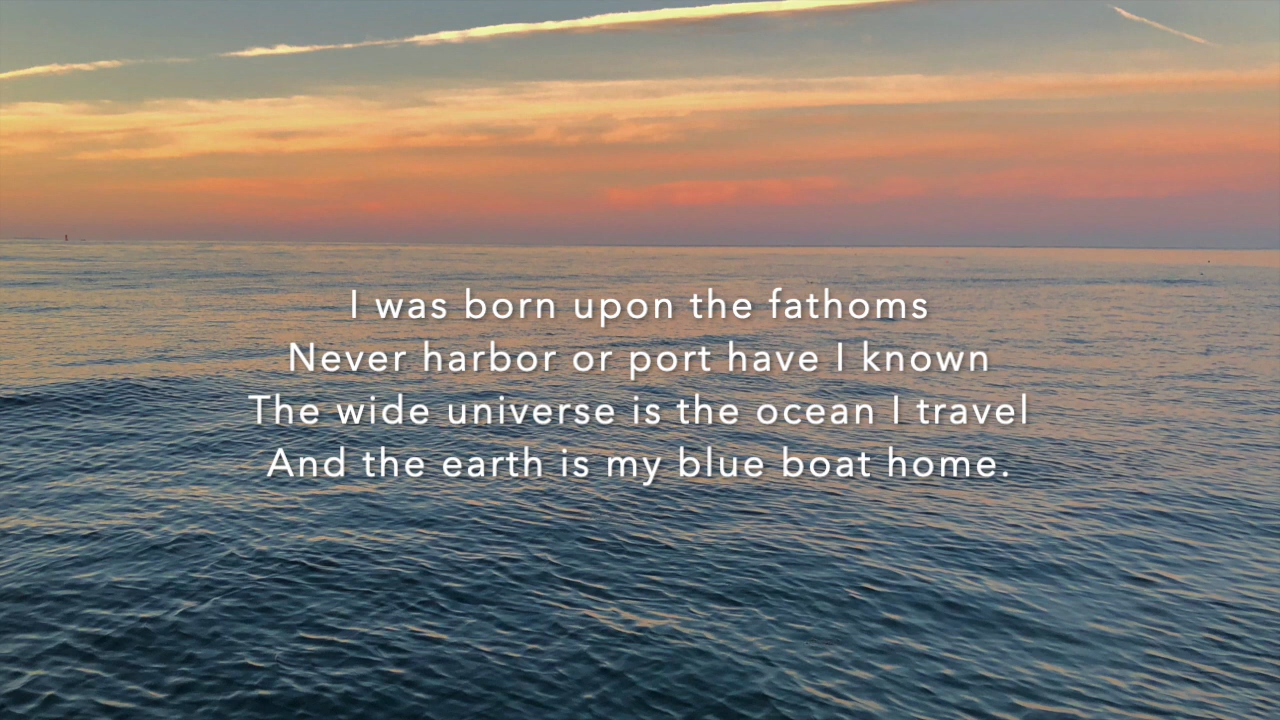 I was born upon the fathoms
Never harbor or port have I known
The wide universe is the ocean I travel
And the earth is my blue boat home.